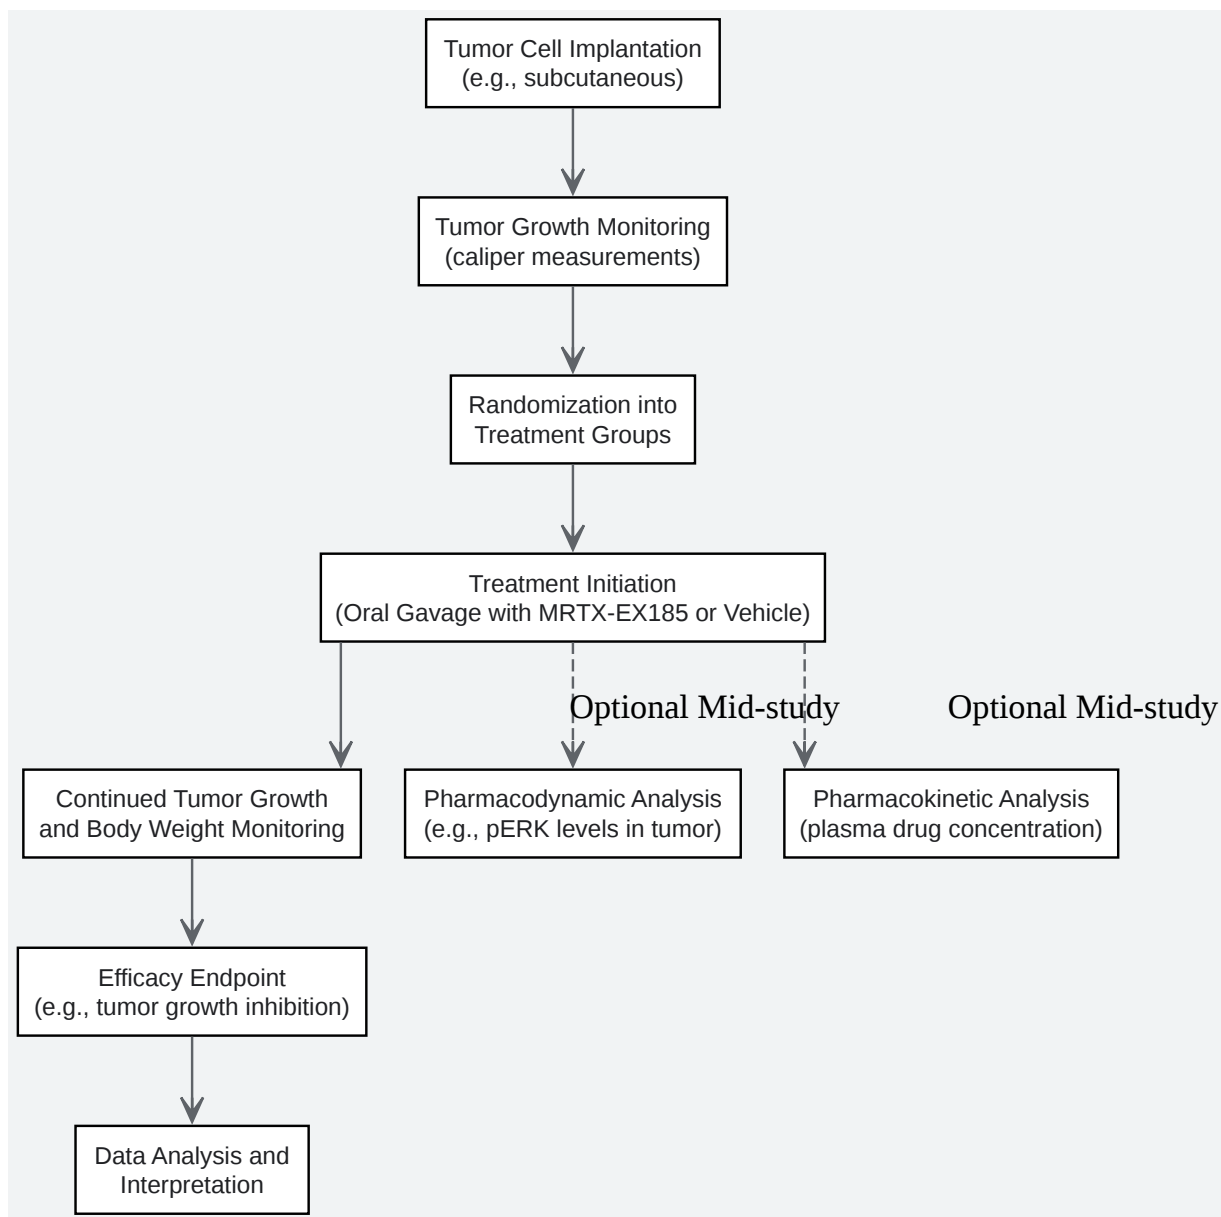 Tumor Cell Implantation
(e.g., subcutaneous)
Tumor Growth Monitoring
(caliper measurements)
Randomization into
Treatment Groups
Treatment Initiation
(Oral Gavage with MRTX-EX185 or Vehicle)
Optional Mid-study
Optional Mid-study
Continued Tumor Growth
and Body Weight Monitoring
Pharmacodynamic Analysis
(e.g., pERK levels in tumor)
Pharmacokinetic Analysis
(plasma drug concentration)
Efficacy Endpoint
(e.g., tumor growth inhibition)
Data Analysis and
Interpretation